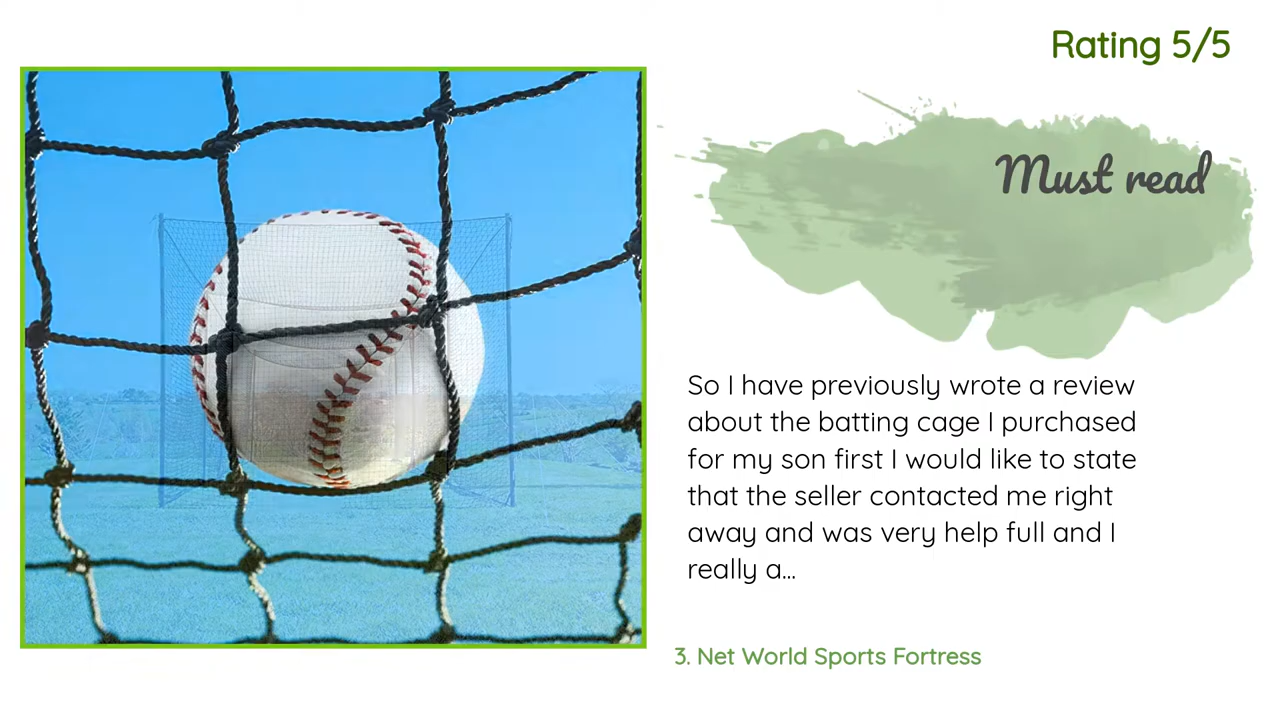 Rating 5/5
Must read
So I have previously wrote a review
about the batting cage I purchased
for my son first I would like to state
that the seller contacted me right
away and was very help full and I
really a...
3. Net World Sports Fortress